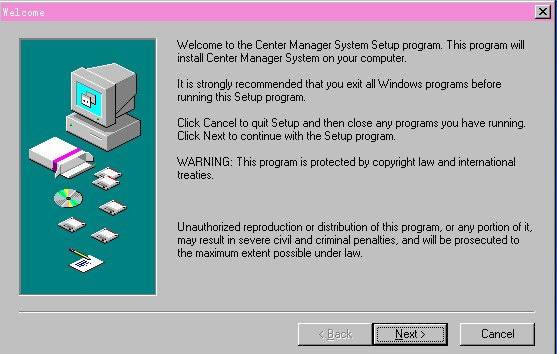 Welcome
Welcome to the Center Manager System Setup program. This program will
install Center Manager System on your computer.
It is strongly recommended that you exit all Windows programs before
running this Setup program.
Click Cancel to quit Setup and then close any programs you have running.
Click Next to continue with the Setup program.
WARNING: This program is protected by copyright law and international
treaties.
Unauthorized reproduction or distribution of this program, or any portion of it,
may result in severe civil and criminal penalties, and will be prosecuted to
the maximum extent possible under law.
< Back
Next >
Cancel